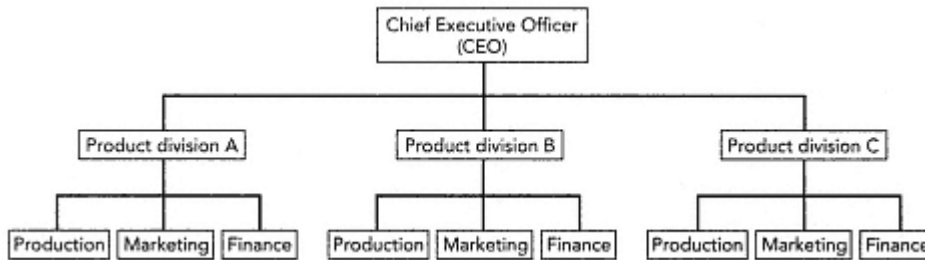 Chief Executive Officer
(CEO)
Product division A
Product division B
Product division C
Production
Marketing
Finance
Production
Marketing
Finance
Production
Marketing
Finance